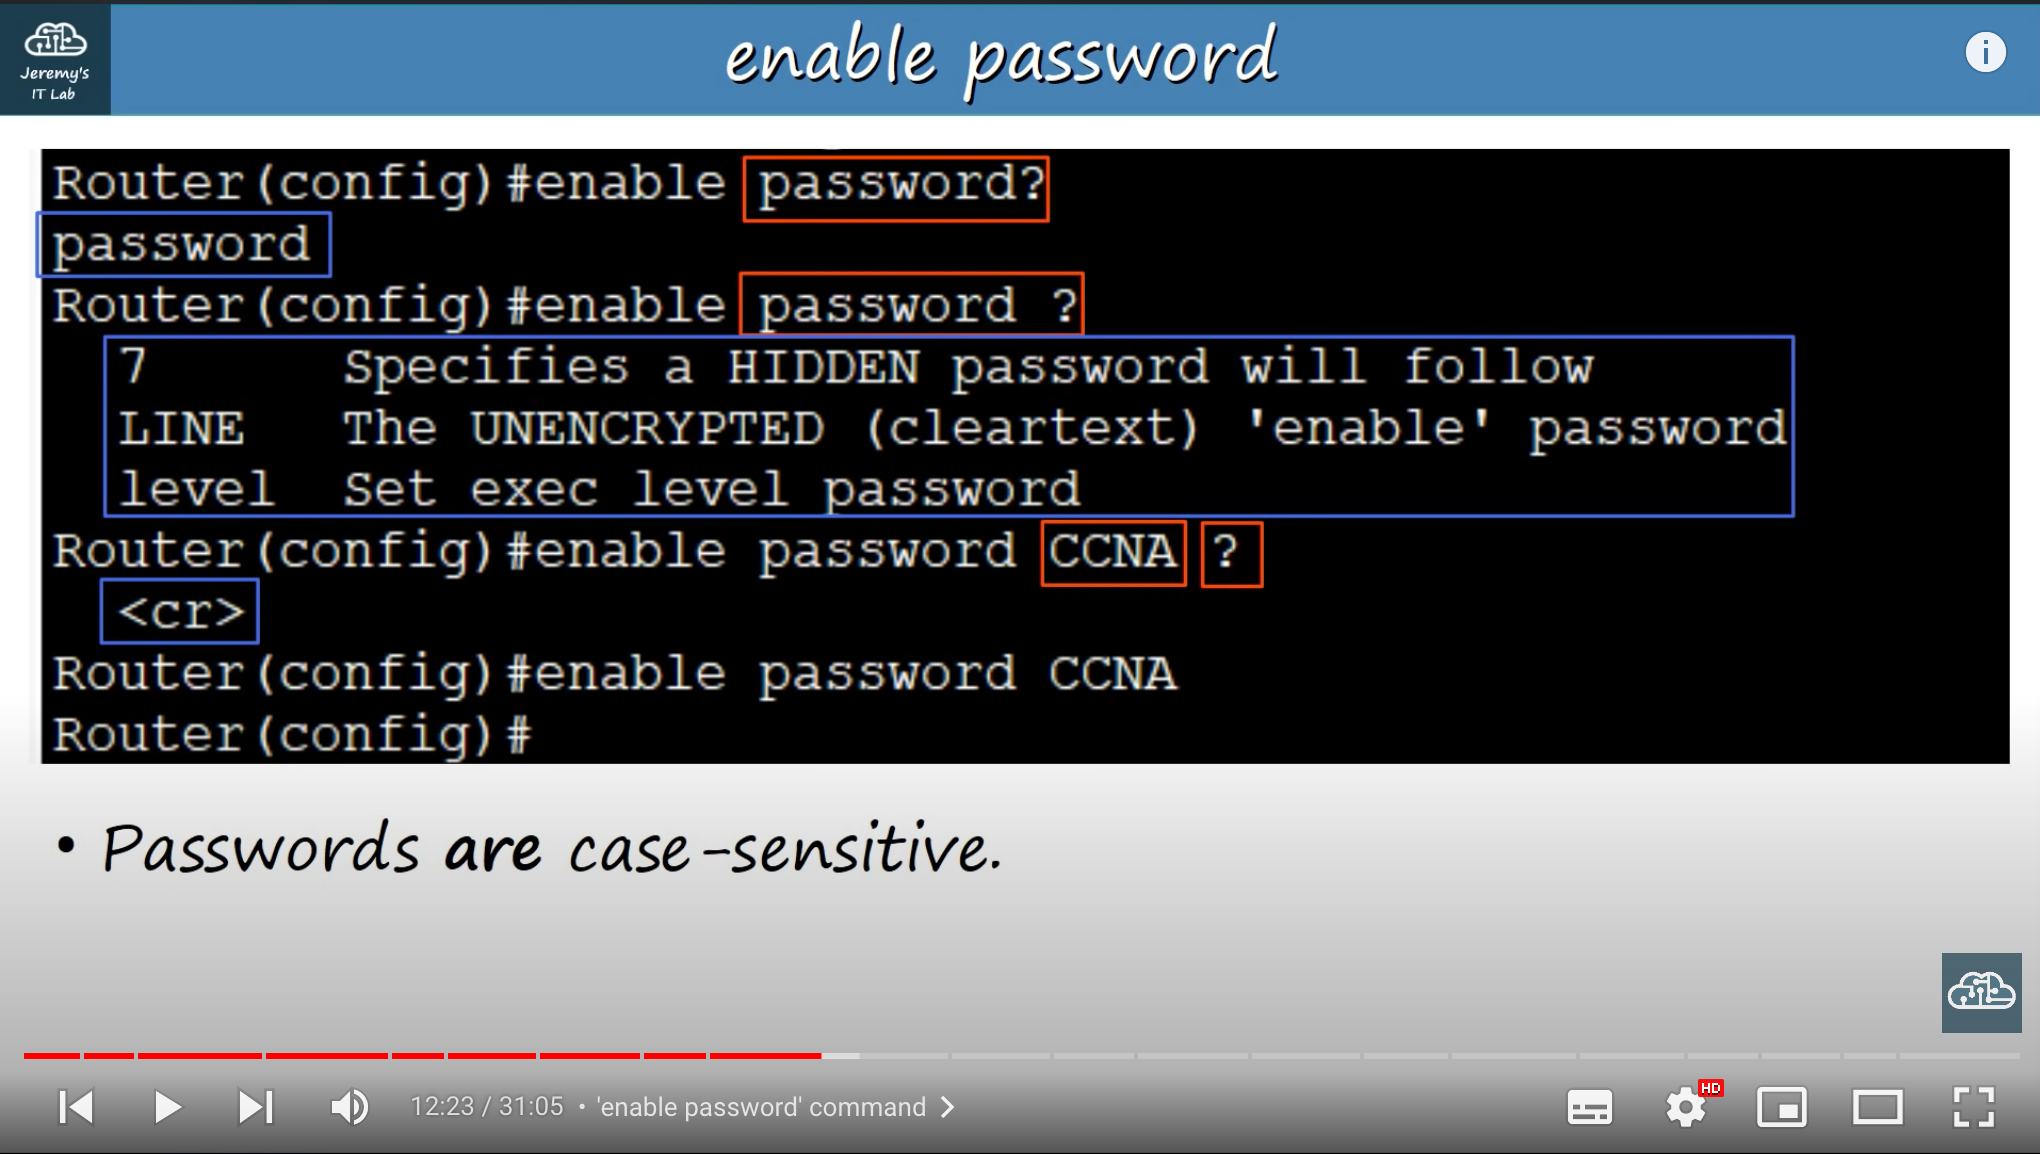 Jeremy's
IT Lab
enable password
i
Router(config)#enable password?
password
Router(config)#enable password ?
7 Specifies a HIDDEN password will follow
LINE The UNENCRYPTED (cleartext) 'enable' password
level Set exec level password
Router(config)#enable password CCNA ?
<cr>
Router(config)#enable password CCNA
Router(config)#
• Passwords are case-sensitive.
12:23 / 31:05 • 'enable password' command
HD